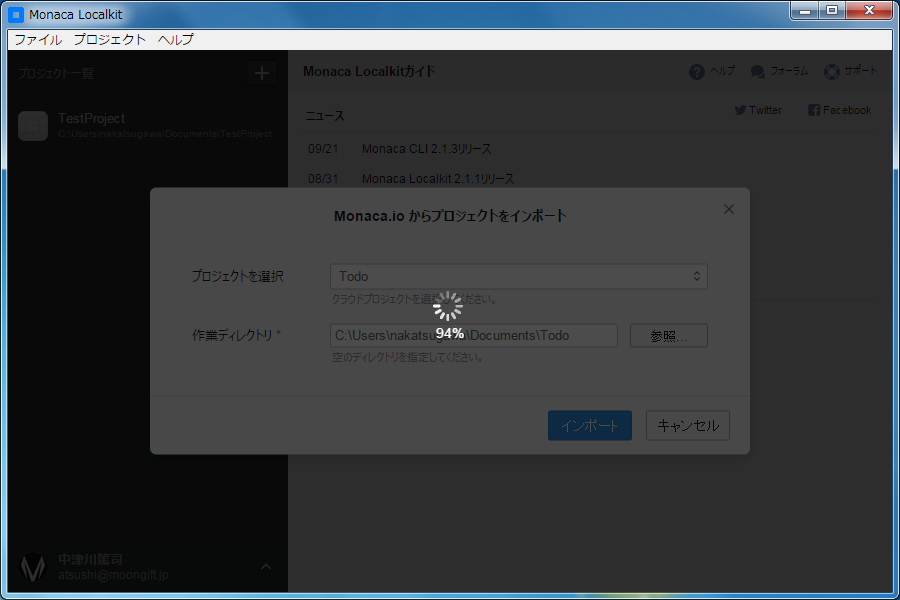 Monaca Localkit
ファイル プロジェクト ヘルプ
プロジェクト一覧
Monaca Localkitガイド
ヘルプ フォーラム サポート
TestProject
C:\Users\nakatsugawa\Documents\TestProject
ニュース
Twitter Facebook
09/21 Monaca CLI 2.1.3リリース
08/31 Monaca Localkit 2.1.1リリース
Monaca.io からプロジェクトをインポート
プロジェクトを選択 Todo
クラウドプロジェクトを選択してください。
94%
作業ディレクトリ * C:\Users\nakatsugawa\Documents\Todo 参照...
空のディレクトリを指定してください。
インポート キャンセル
中津川篤司
atsushi@moongift.jp